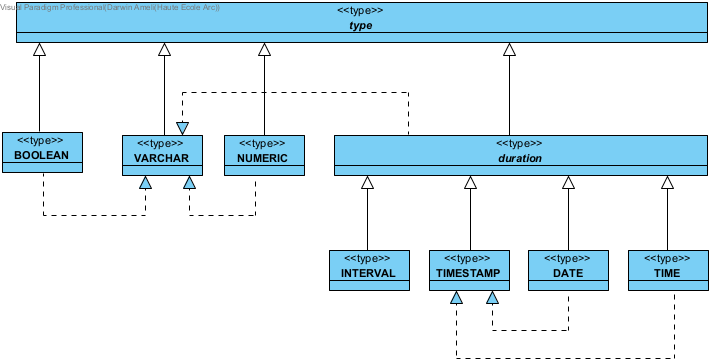 Visual Paradigm Professional(Darwin Ameli(Haute Ecole Arc))
<<type>>
type
<<type>>
BOOLEAN
<<type>>
VARCHAR
<<type>>
NUMERIC
<<type>>
duration
<<type>>
INTERVAL
<<type>>
TIMESTAMP
<<type>>
DATE
<<type>>
TIME